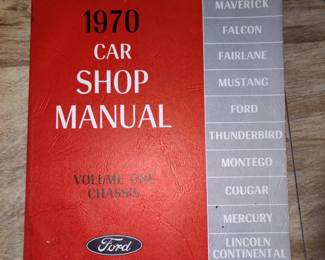 1970
CAR
SHOP
MANUAL
VOLUME ONE
CHASSIS
Ford
MAVERICK
FALCON
FAIRLANE
MUSTANG
FORD
THUNDERBIRD
MONTEGO
COUGAR
MERCURY
LINCOLN
CONTINENTAL